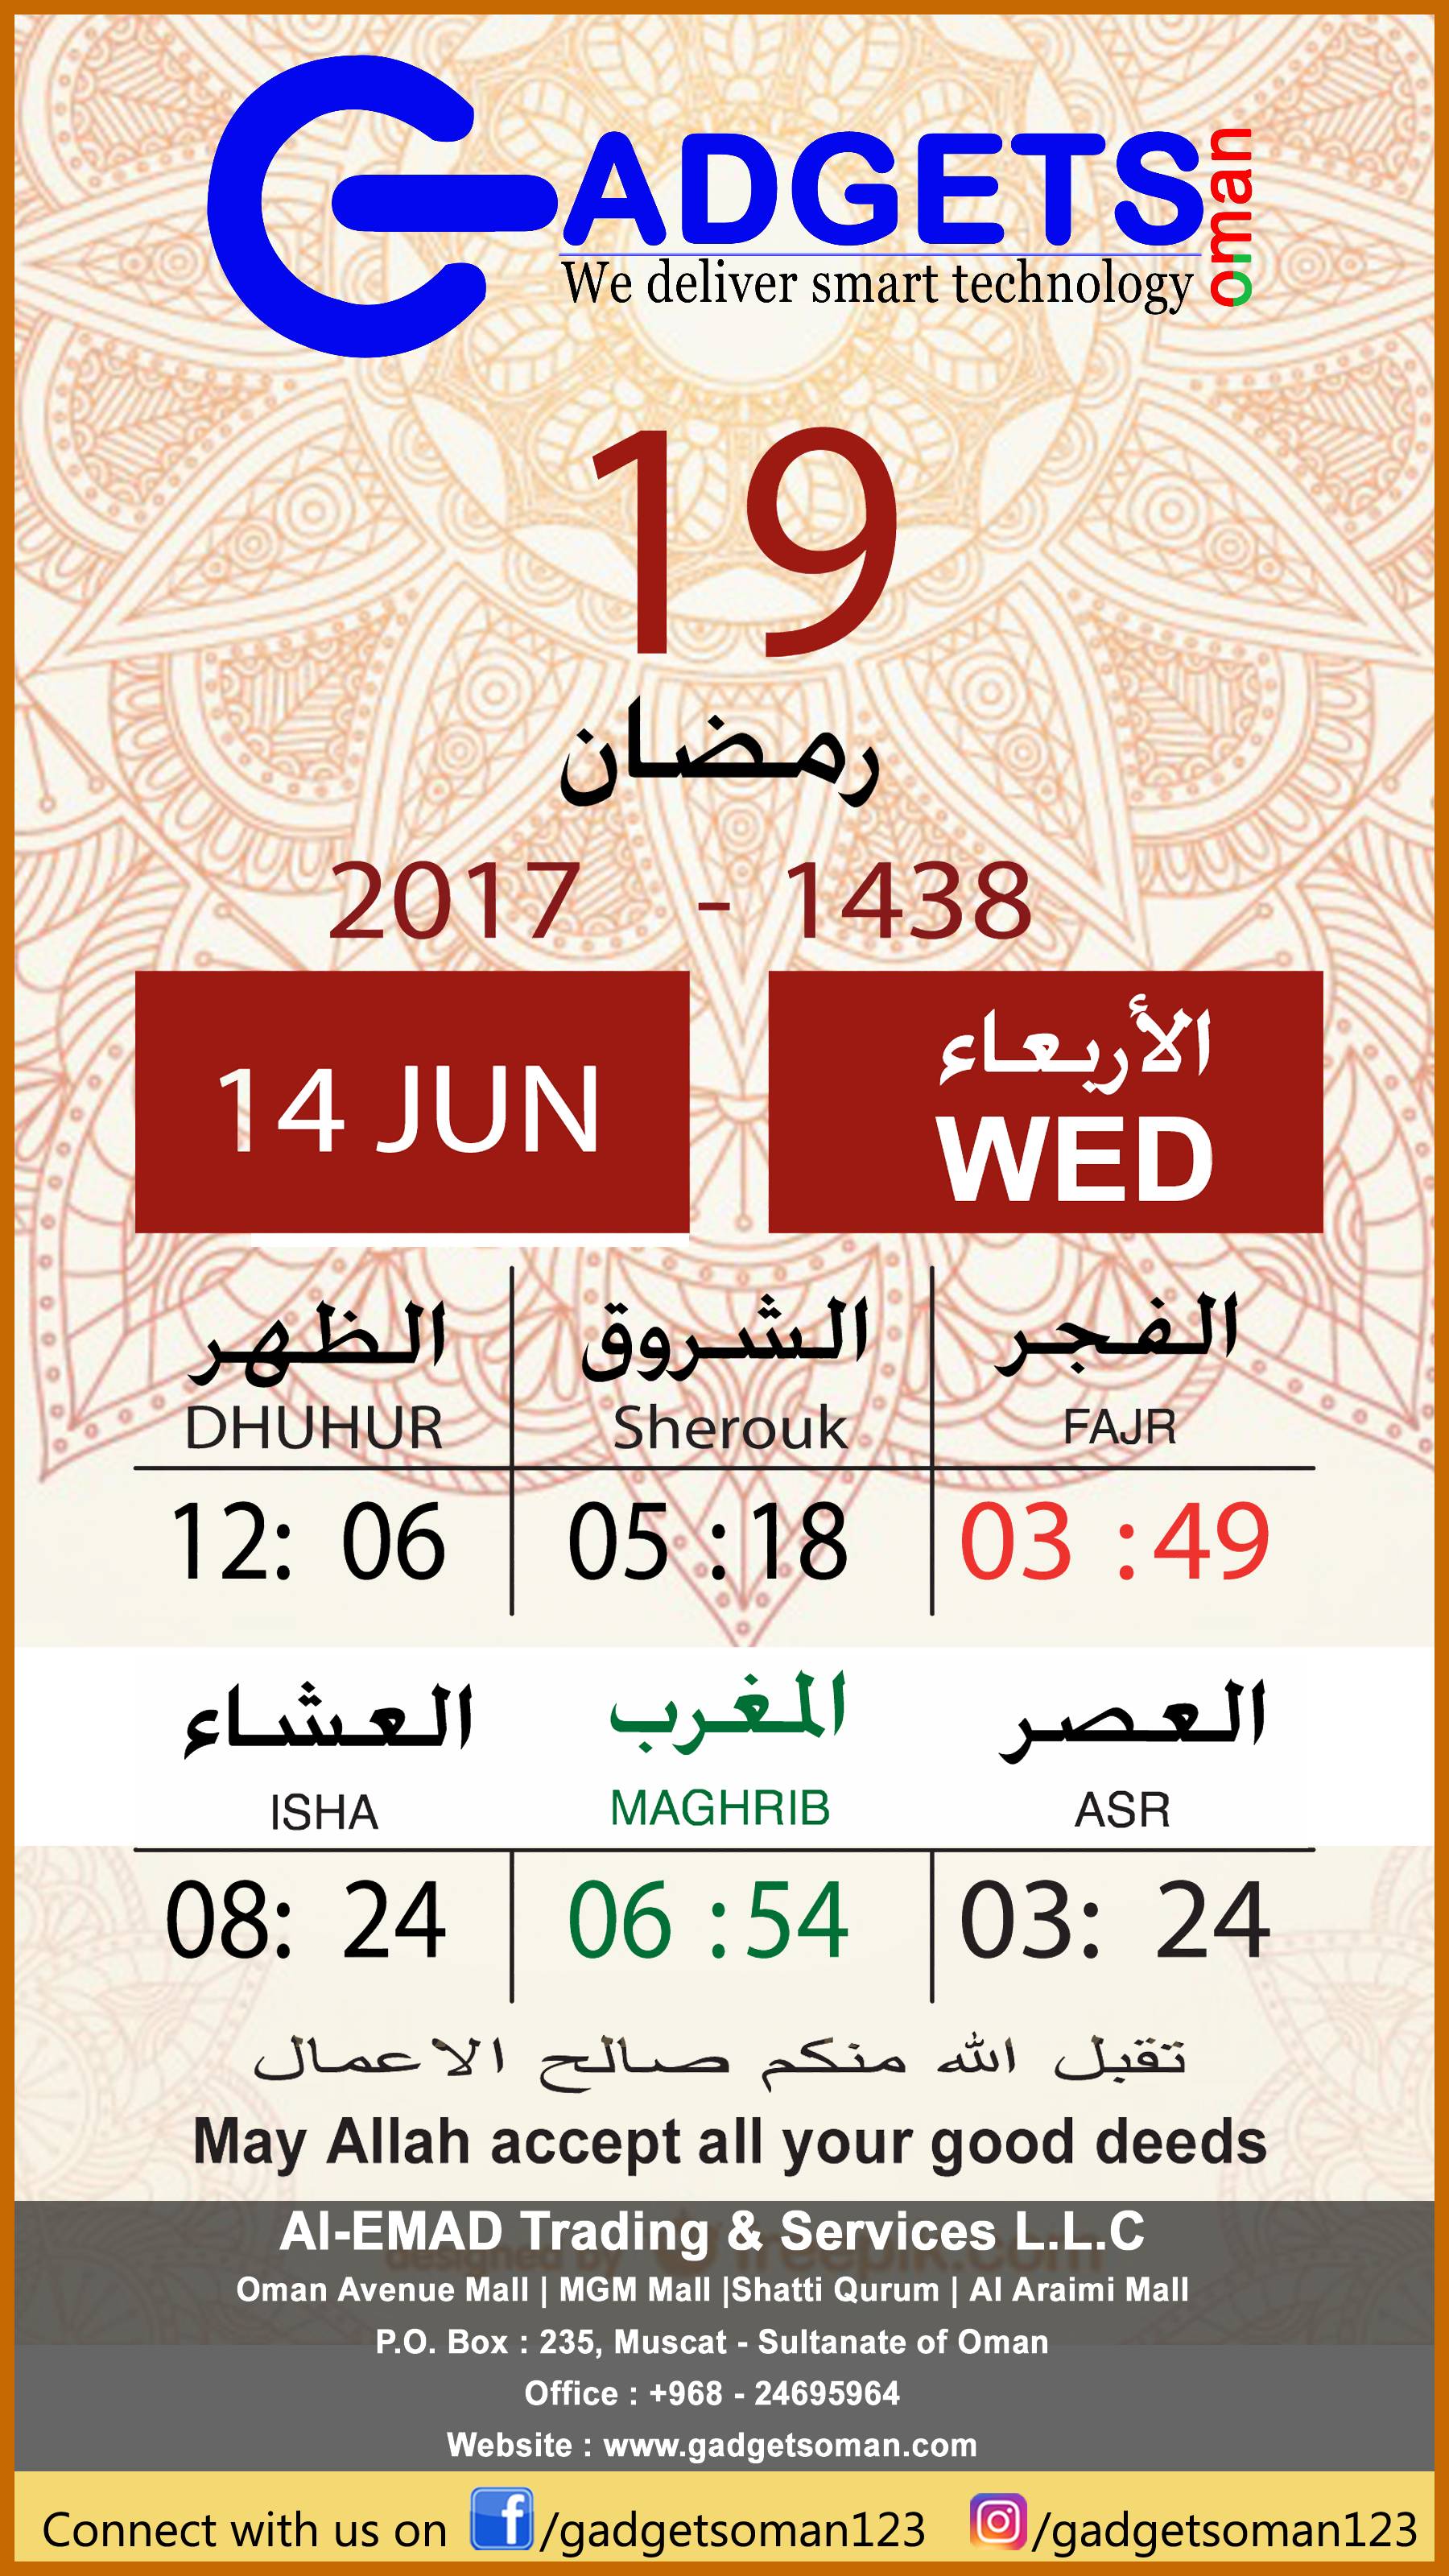 GADGETS oman
We deliver smart technology
19
رمضان
2017 - 1438
14 JUN
الأربعاء
WED
الظهر الشروق الفجر
DHUHUR Sherouk FAJR
12: 06 05 :18 03 :49
العشاء المغرب العصر
ISHA MAGHRIB ASR
08: 24 06 :54 03: 24
تقبل الله منكم صالح الاعمال
May Allah accept all your good deeds
Al-EMAD Trading & Services L.L.C
designed by freepik.com
Oman Avenue Mall | MGM Mall |Shatti Qurum | Al Araimi Mall
P.O. Box : 235, Muscat - Sultanate of Oman
Office : +968 - 24695964
Website : www.gadgetsoman.com
Connect with us on /gadgetsoman123 /gadgetsoman123